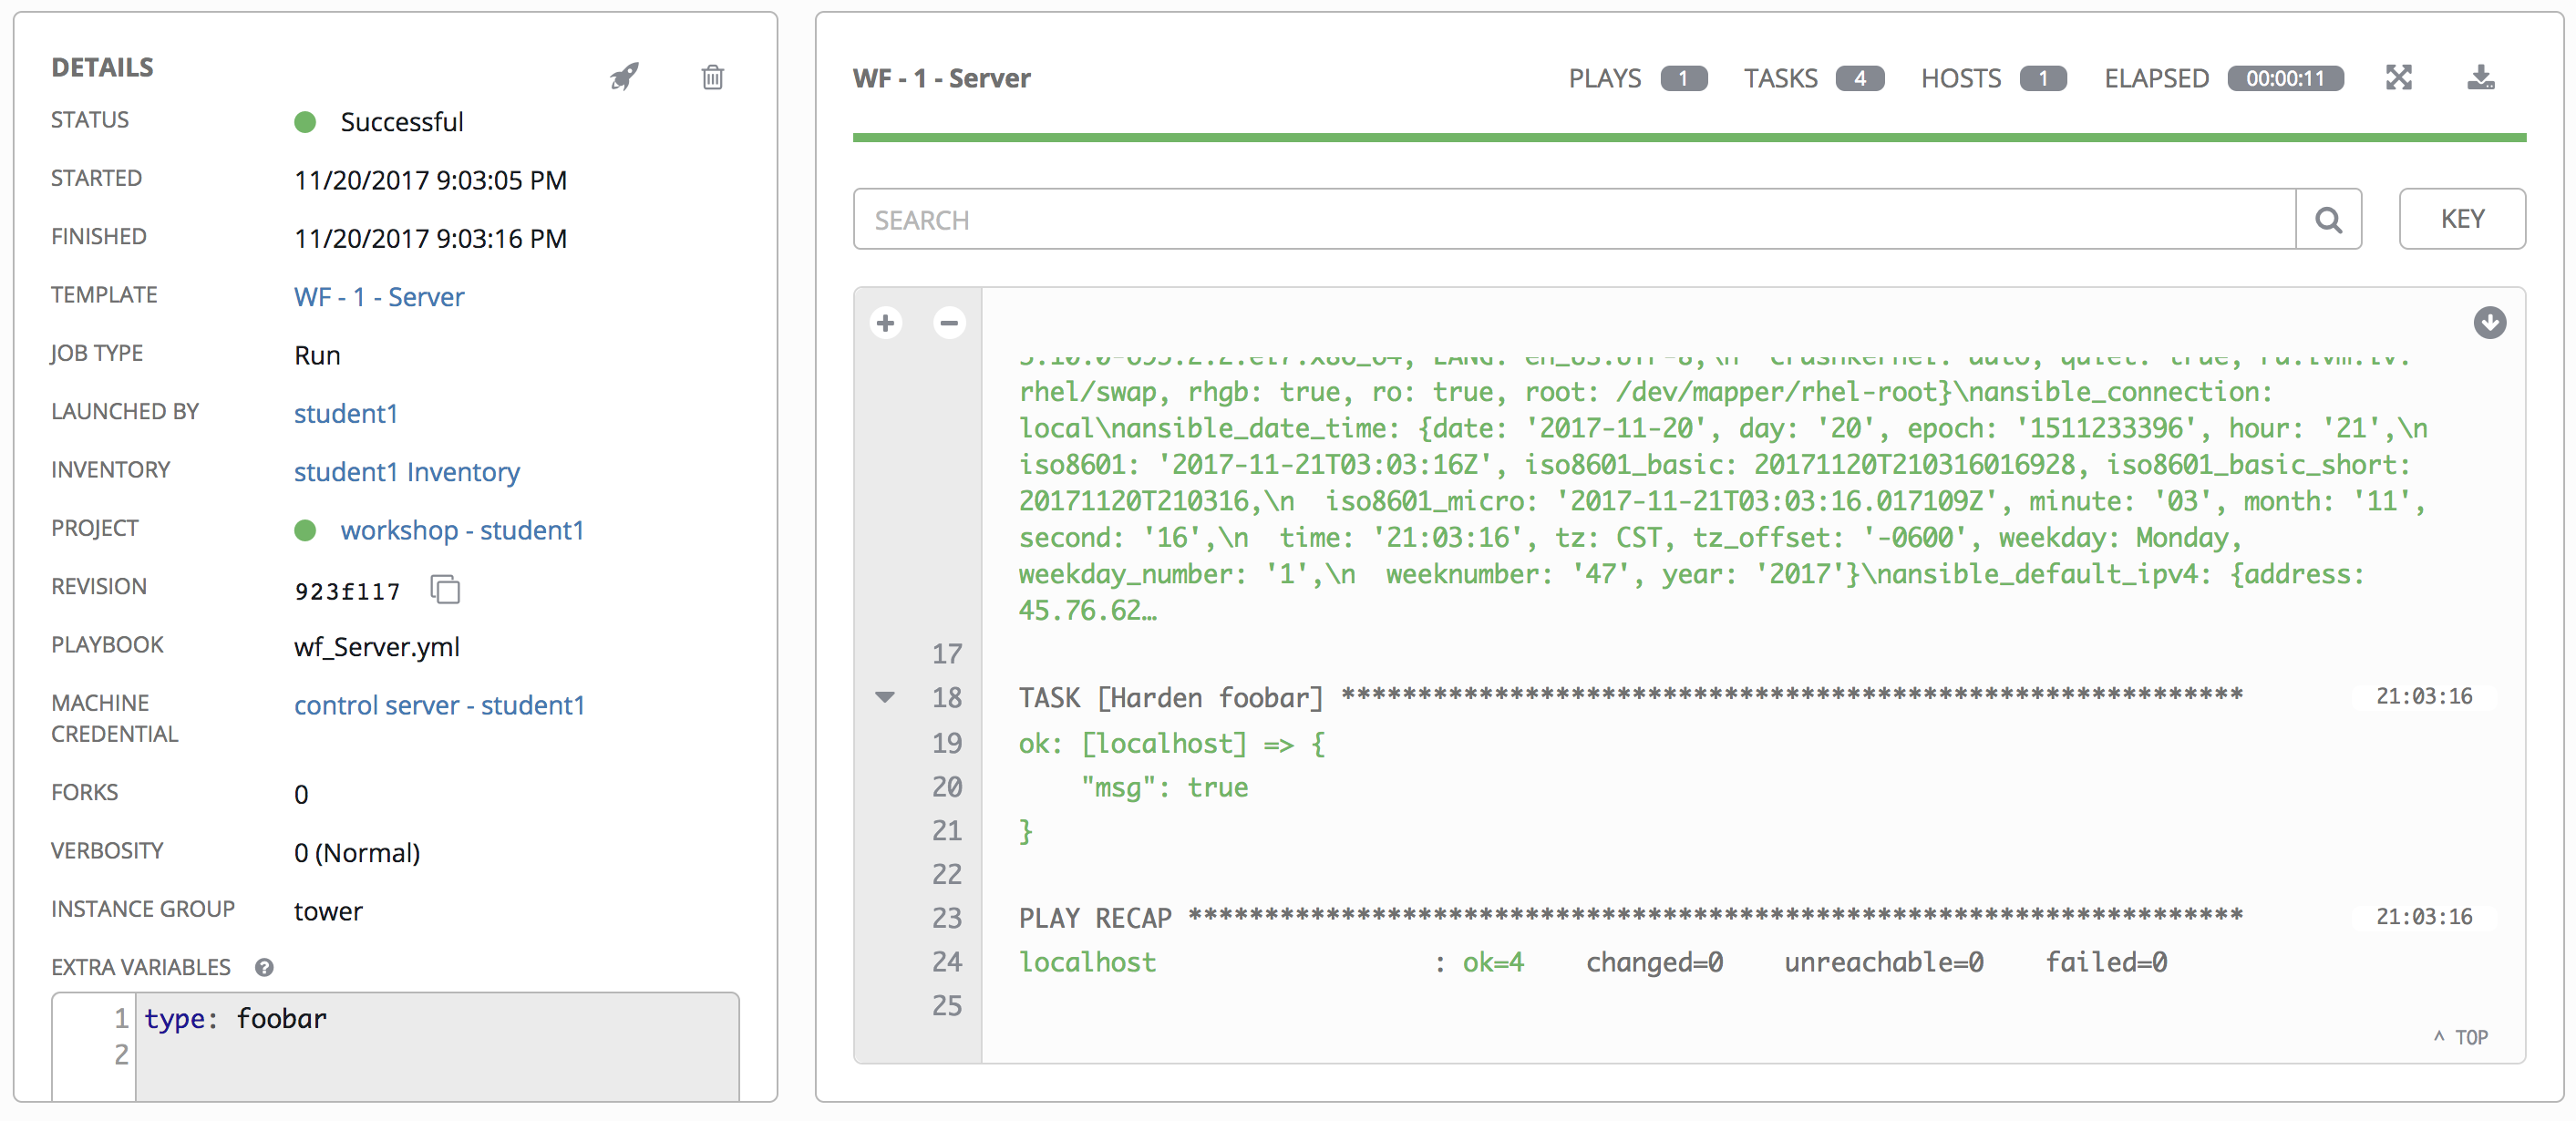 DETAILS
STATUS Successful
STARTED 11/20/2017 9:03:05 PM
FINISHED 11/20/2017 9:03:16 PM
TEMPLATE WF - 1 - Server
JOB TYPE Run
LAUNCHED BY student1
INVENTORY student1 Inventory
PROJECT workshop - student1
REVISION 923f117
PLAYBOOK wf_Server.yml
MACHINE CREDENTIAL control server - student1
FORKS 0
VERBOSITY 0 (Normal)
INSTANCE GROUP tower
EXTRA VARIABLES ?
1 type: foobar
2
WF - 1 - Server PLAYS 1 TASKS 4 HOSTS 1 ELAPSED 00:00:11
SEARCH KEY
rhel/swap, rhgb: true, ro: true, root: /dev/mapper/rhel-root}\nansible_connection:
local\nansible_date_time: {date: '2017-11-20', day: '20', epoch: '1511233396', hour: '21',\n
iso8601: '2017-11-21T03:03:16Z', iso8601_basic: 20171120T210316016928, iso8601_basic_short:
20171120T210316,\n  iso8601_micro: '2017-11-21T03:03:16.017109Z', minute: '03', month: '11',
second: '16',\n  time: '21:03:16', tz: CST, tz_offset: '-0600', weekday: Monday,
weekday_number: '1',\n  weeknumber: '47', year: '2017'}\nansible_default_ipv4: {address:
45.76.62…
17
18 TASK [Harden foobar] *********************************************************** 21:03:16
19 ok: [localhost] => {
20     "msg": true
21 }
22
23 PLAY RECAP ********************************************************************* 21:03:16
24 localhost                  : ok=4    changed=0    unreachable=0    failed=0
25
^ TOP